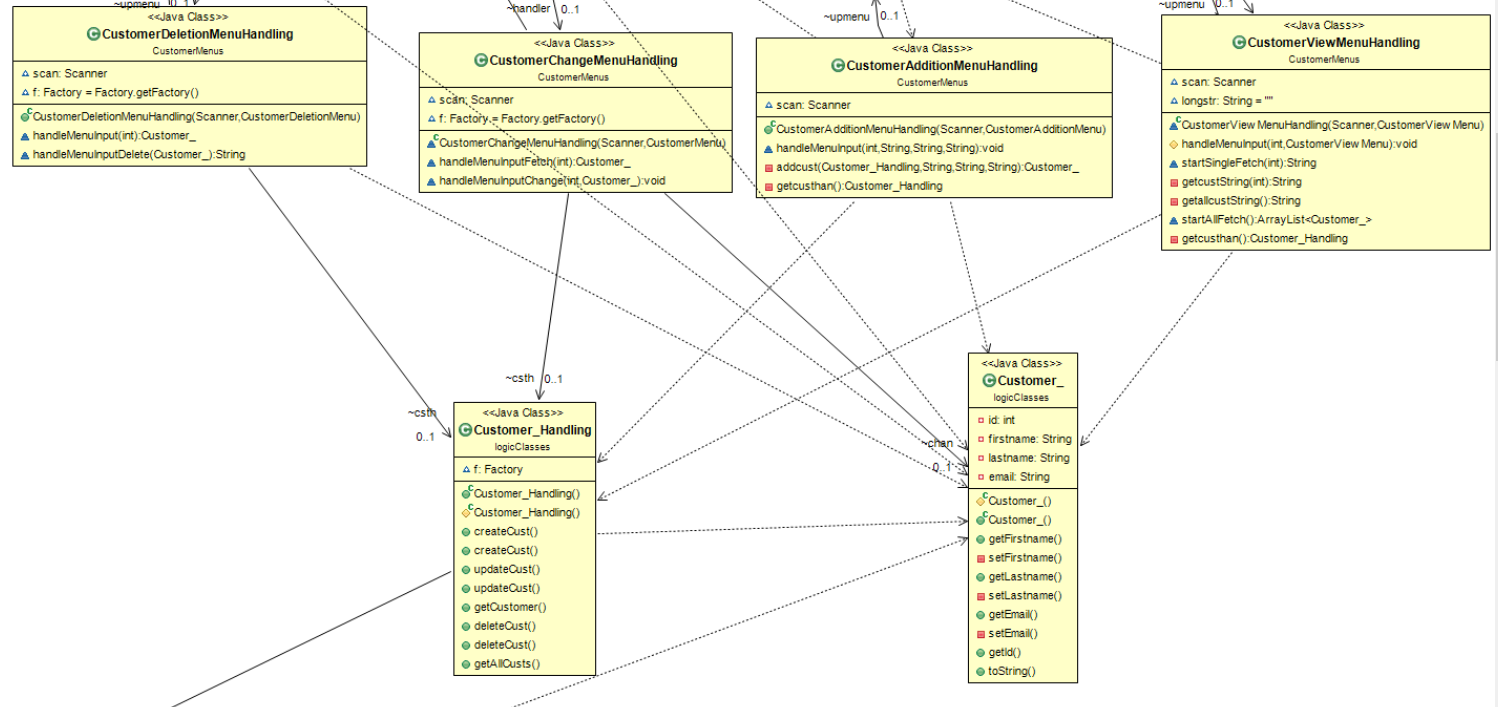 ~upmenu 0..1
<<Java Class>>
CustomerDeletionMenuHandling
CustomerMenus
scan: Scanner
f: Factory = Factory.getFactory()
CustomerDeletionMenuHandling(Scanner,CustomerDeletionMenu)
handleMenuInput(int):Customer_
handleMenuInputDelete(Customer_):String
~handler 0..1
<<Java Class>>
CustomerChangeMenuHandling
CustomerMenus
scan: Scanner
f: Factory = Factory.getFactory()
CustomerChangeMenuHandling(Scanner,CustomerMenu)
handleMenuInputFetch(int):Customer_
handleMenuInputChange(int,Customer_):void
~upmenu 0..1
<<Java Class>>
CustomerAdditionMenuHandling
CustomerMenus
scan: Scanner
CustomerAdditionMenuHandling(Scanner,CustomerAdditionMenu)
handleMenuInput(int,String,String,String):void
addcust(Customer_Handling,String,String,String):Customer_
getcusthan():Customer_Handling
~upmenu 0..1
<<Java Class>>
CustomerViewMenuHandling
CustomerMenus
scan: Scanner
longstr: String = ""
CustomerViewMenuHandling(Scanner,CustomerViewMenu)
handleMenuInput(int,CustomerViewMenu):void
startSingleFetch(int):String
getcustString(int):String
getallcustString():String
startAllFetch():ArrayList<Customer_>
getcusthan():Customer_Handling
~csth 0..1
~csth
0..1
<<Java Class>>
Customer_Handling
logicClasses
f: Factory
Customer_Handling()
Customer_Handling()
createCust()
createCust()
updateCust()
updateCust()
getCustomer()
deleteCust()
deleteCust()
getAllCusts()
~chan
0..1
<<Java Class>>
Customer_
logicClasses
id: int
firstname: String
lastname: String
email: String
Customer_()
Customer_()
getFirstname()
setFirstname()
getLastname()
setLastname()
getEmail()
setEmail()
getId()
toString()